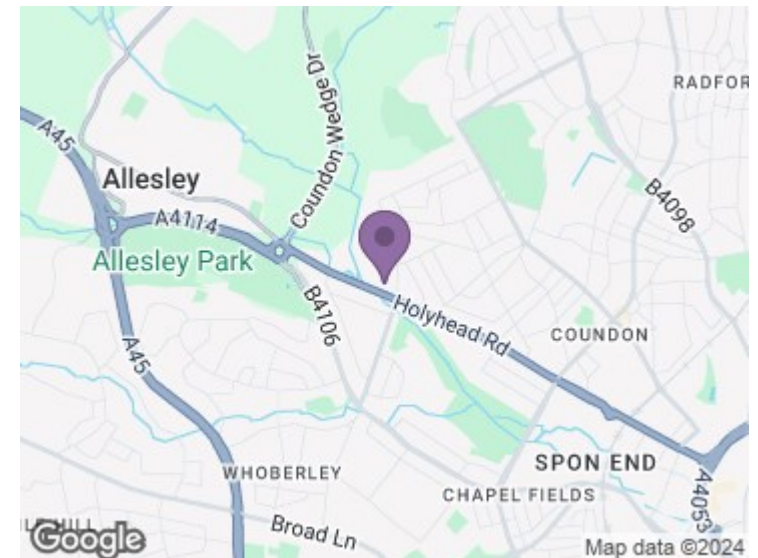 RADFOR
A45
Coundon Wedge Dr
Allesley
B4098
A4114
Allesley Park
B4106
Holyhead Rd
COUNDON
A45
SPON END
WHOBERLEY
CHAPEL FIELDS
A4053
Broad Ln
Google
Map data ©2024